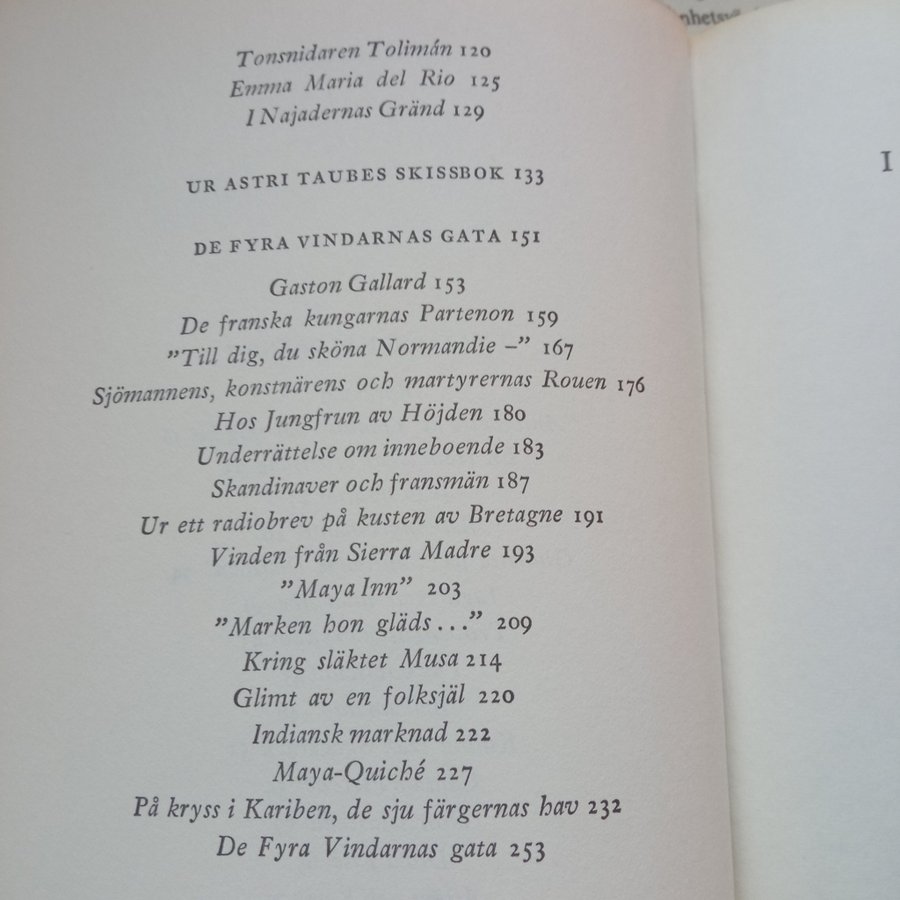 Tonsnidaren Tolimán 120
Emma Maria del Rio 125
I Najadernas Gränd 129
UR ASTRI TAUBES SKISSBOK 133
DE FYRA VINDARNAS GATA 151
Gaston Gallard 153
De franska kungarnas Partenon 159
"Till dig, du sköna Normandie –" 167
Sjömannens, konstnärens och martyrernas Rouen 176
Hos Jungfrun av Höjden 180
Underrättelse om inneboende 183
Skandinaver och fransmän 187
Ur ett radiobrev på kusten av Bretagne 191
Vinden från Sierra Madre 193
"Maya Inn" 203
"Marken hon gläds..." 209
Kring släktet Musa 214
Glimt av en folksjäl 220
Indiansk marknad 222
Maya-Quiché 227
På kryss i Kariben, de sju färgernas hav 232
De Fyra Vindarnas gata 253
I